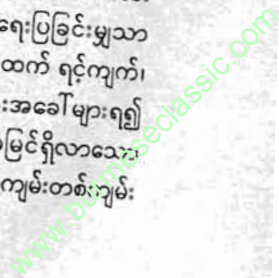 ရေးပြခြင်းမျှသာ
ထက် ရင့်ကျက်၊
းအခေါ်များရ၍
မြင်ရှိလာသော
ကျမ်းတစ်ကျမ်း
www.burmeseclassic.com